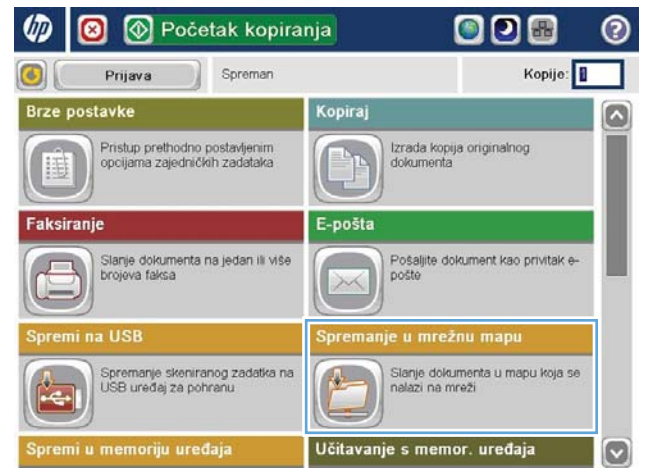 hp
Početak kopiranja
?
Prijava
Spreman
Kopije: 1
Brze postavke
Pristup prethodno postavljenim
opcijama zajedničkih zadataka
Kopiraj
Izrada kopija originalnog
dokumenta
Faksiranje
Slanje dokumenta na jedan ili više
brojeva faksa
E-pošta
Pošaljite dokument kao privitak e-
pošte
Spremi na USB
Spremanje skeniranog zadatka na
USB uređaj za pohranu
Spremanje u mrežnu mapu
Slanje dokumenta u mapu koja se
nalazi na mreži
Spremi u memoriju uređaja
Učitavanje s memor. uređaja